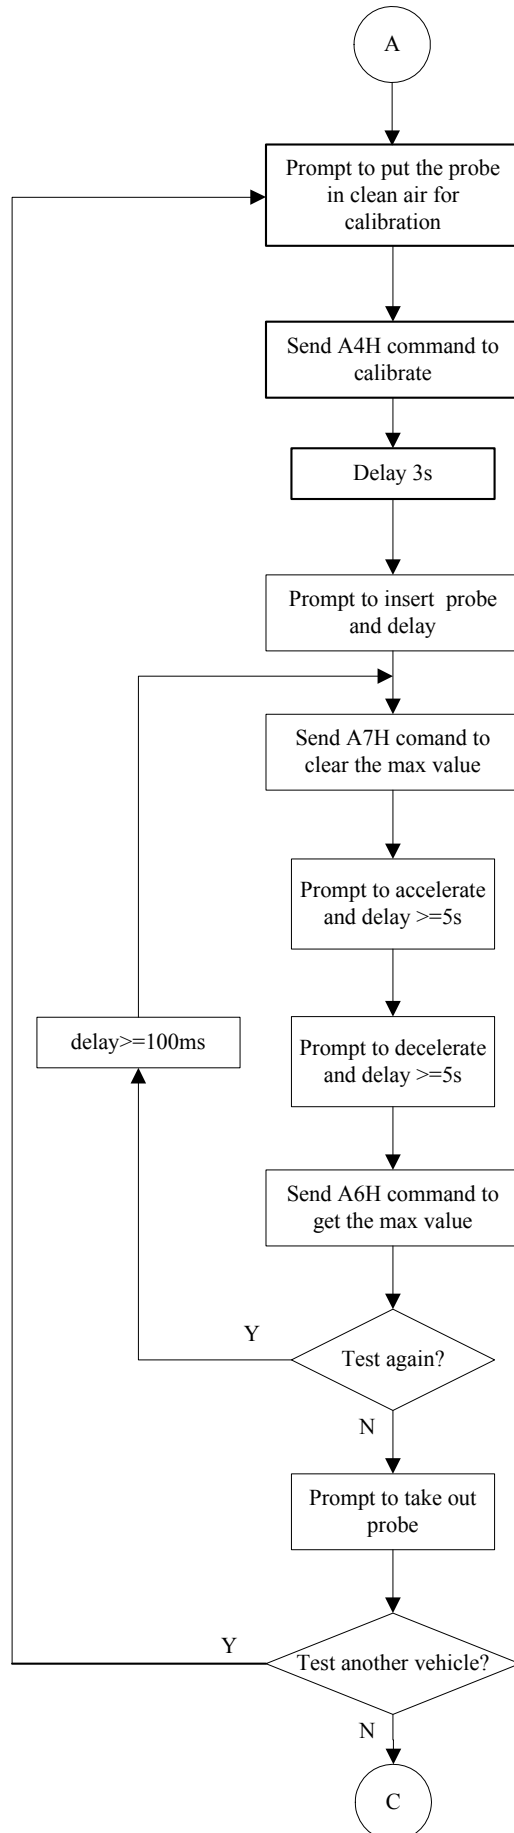 A
Prompt to put the probe
in clean air for
calibration
Send A4H command to
calibrate
Delay 3s
Prompt to insert  probe
and delay
Send A7H comand to
clear the max value
Prompt to accelerate
and delay >=5s
delay>=100ms
Prompt to decelerate
and delay >=5s
Send A6H command to
get the max value
Y
Test again?
N
Prompt to take out
probe
Y
Test another vehicle?
N
C